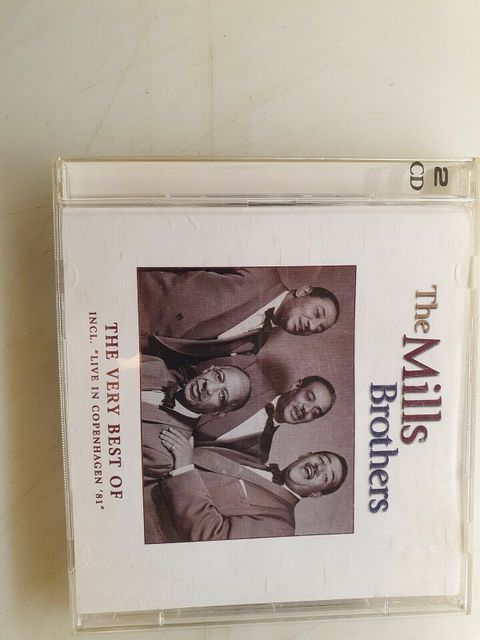 2
CD
The
Mills
Brothers
THE VERY BEST OF
INCL. "LIVE IN COPENHAGEN '81"